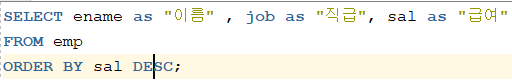 SELECT ename as "이름" , job as "직급", sal as "급여"
FROM emp
ORDER BY sal DESC;